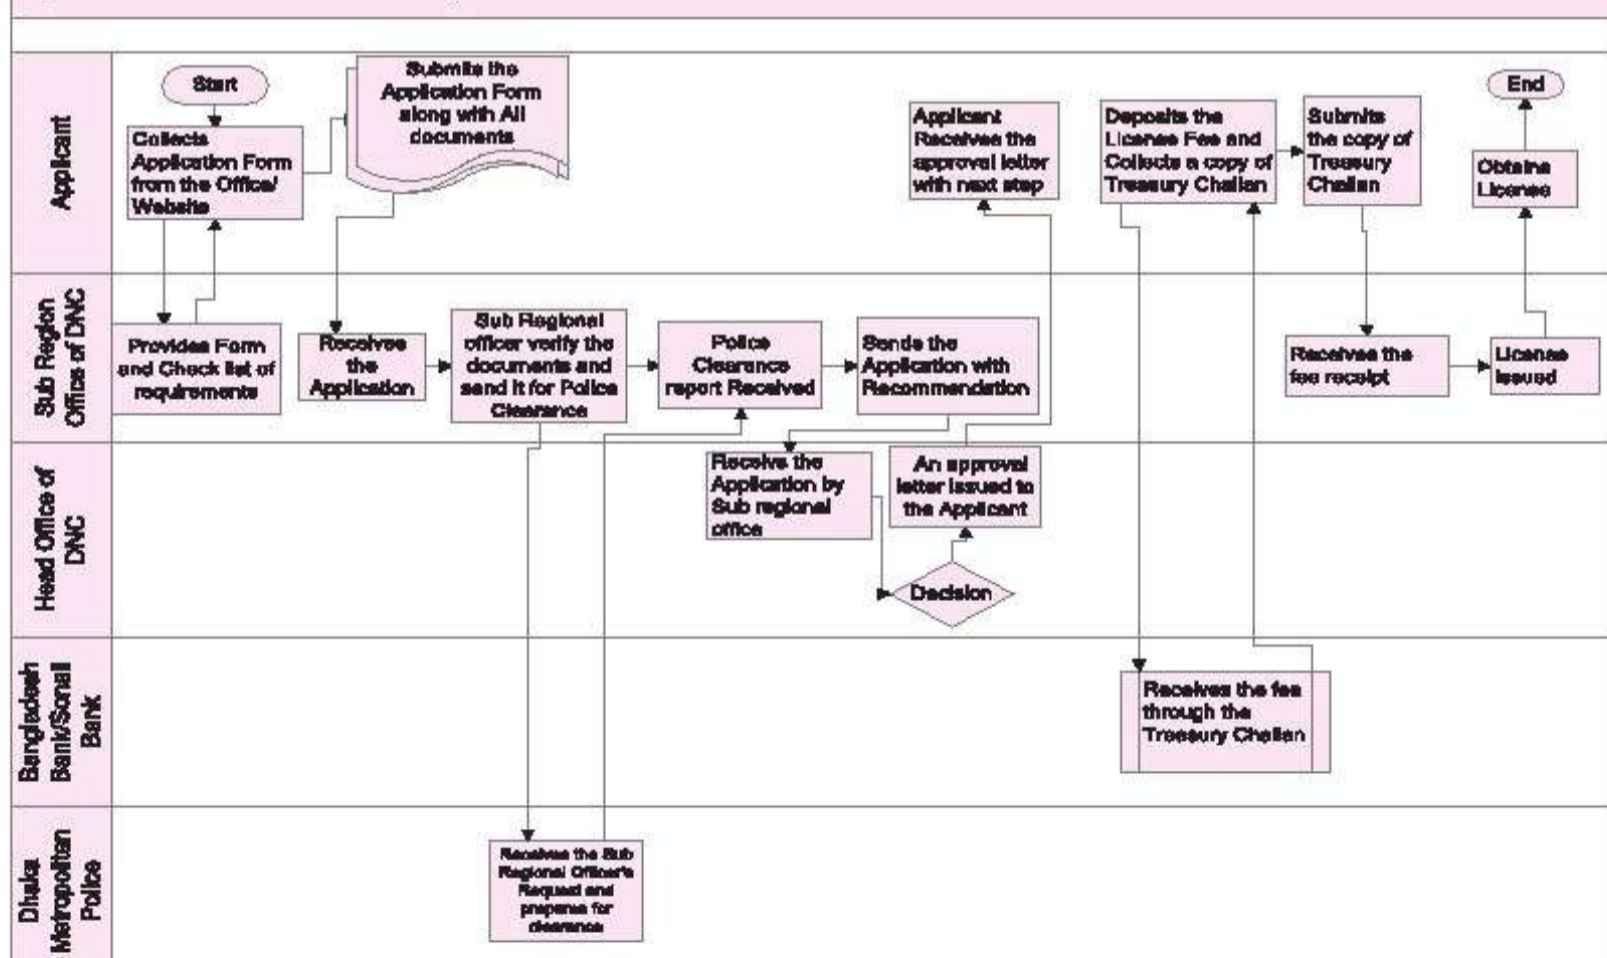 Applicant
Start
Collects
Application Form
from the Office/
Website
Submits the
Application Form
along with All
documents
Applicant
Receives the
approval letter
with next step
Deposits the
License Fee and
Collects a copy of
Treasury Challan
Submits
the copy of
Treasury
Challan
End
Obtains
License
Sub Region
Office of DNC
Provides Form
and Check list of
requirements
Receives
the
Application
Sub Regional
officer verify the
documents and
send it for Police
Clearance
Police
Clearance
report Received
Sends the
Application with
Recommendation
Receives the
fee receipt
License
Issued
Head Office of
DNC
Receive the
Application by
Sub regional
office
An approval
letter issued to
the Applicant
Decision
Bangladesh
Bank/Sonali
Bank
Receives the fee
through the
Treasury Challan
Dhaka
Metropolitan
Police
Receives the Sub
Regional Officer's
Request and
prepares for
clearance